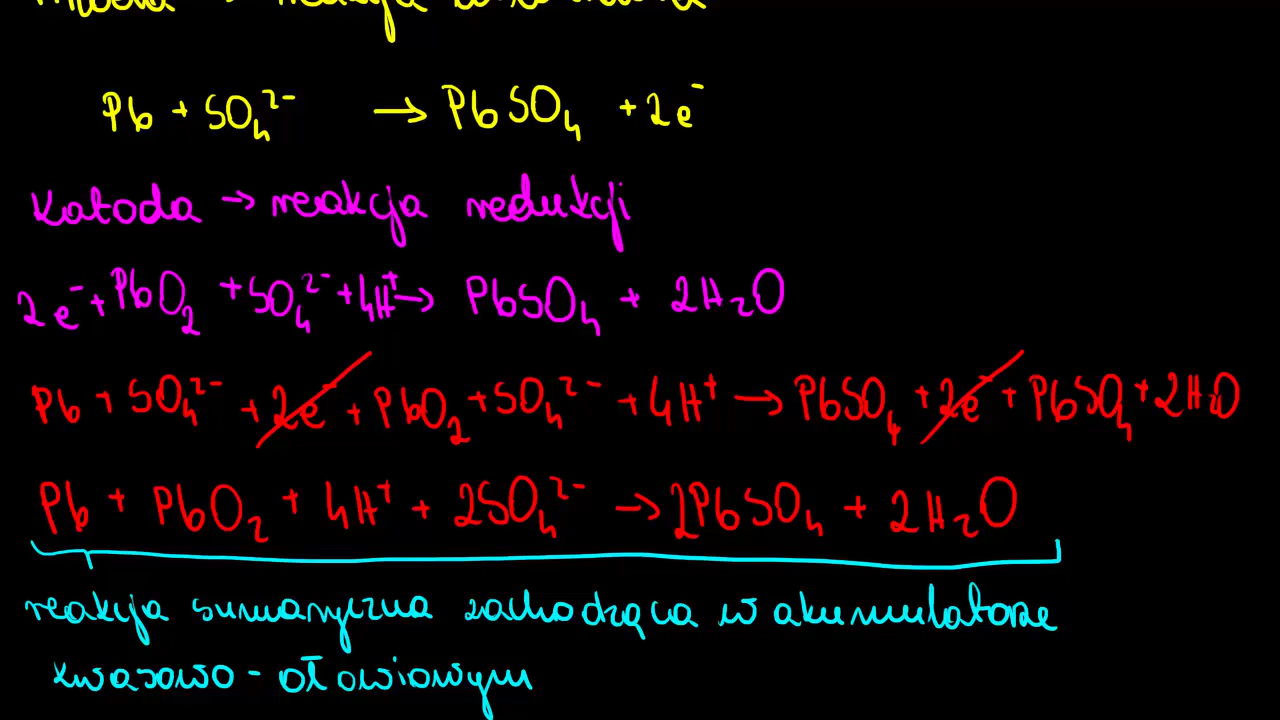 → reakcja
Pb + SO₄²⁻ → PbSO₄ + 2e⁻
Katoda → reakcja redukcji
2e⁻ + PbO₂ + SO₄²⁻ + 4H⁺ → PbSO₄ + 2H₂O
Pb + SO₄²⁻ + 2e⁻ + PbO₂ + SO₄²⁻ + 4H⁺ → PbSO₄ + 2e⁻ + PbSO₄ + 2H₂O
Pb + PbO₂ + 4H⁺ + 2SO₄²⁻ → 2PbSO₄ + 2H₂O
reakcja sumaryczna zachodząca w akumulatorze
kwasowo - ołowiowym